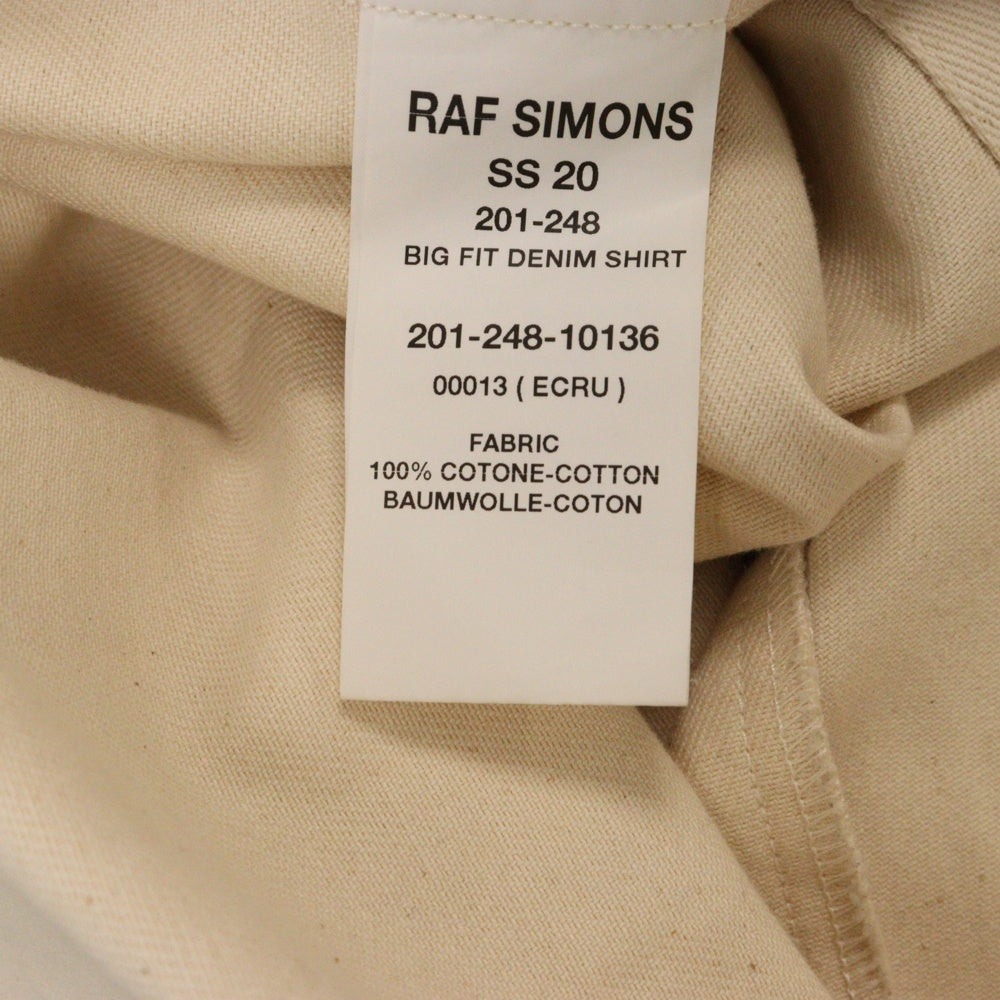 RAF SIMONS
SS 20
201-248
BIG FIT DENIM SHIRT
201-248-10136
00013 ( ECRU )
FABRIC
100% COTONE-COTTON
BAUMWOLLE-COTON